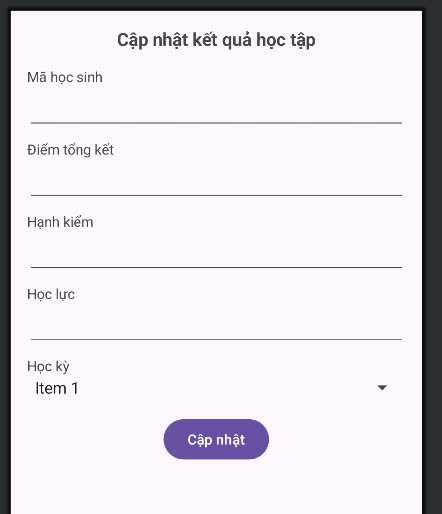 Cập nhật kết quả học tập
Mã học sinh
Điểm tổng kết
Hạnh kiểm
Học lực
Học kỳ
Item 1
Cập nhật